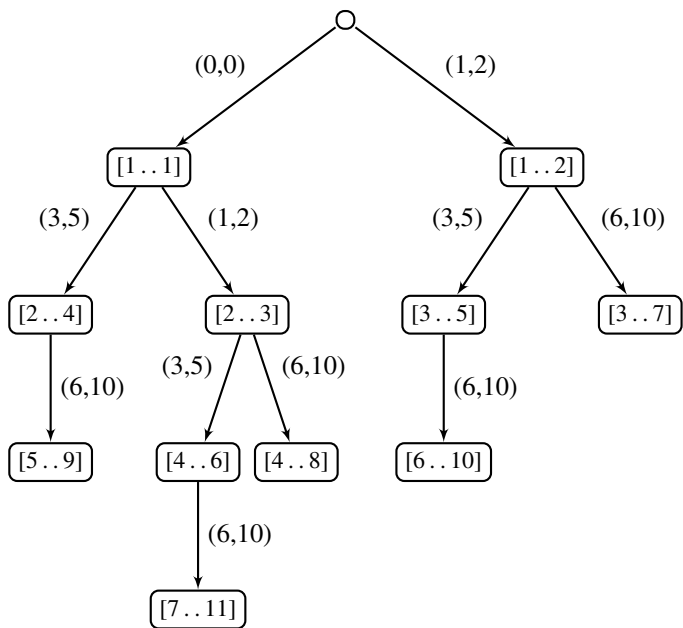 (0,0) (1,2)
[1 . . 1] [1 . . 2]
(3,5) (1,2) (3,5) (6,10)
[2 . . 4] [2 . . 3] [3 . . 5] [3 . . 7]
(6,10) (3,5) (6,10) (6,10)
[5 . . 9] [4 . . 6] [4 . . 8] [6 . . 10]
(6,10)
[7 . . 11]